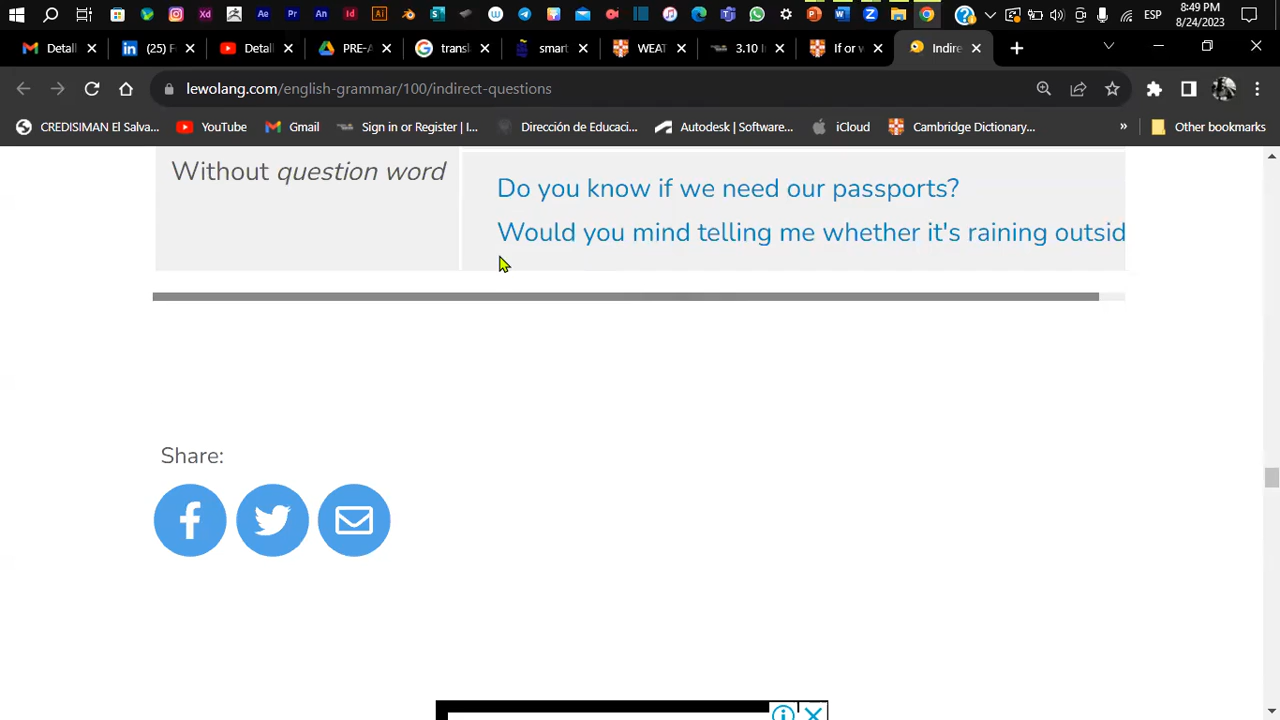 8:49 PM
ESP
8/24/2023
Detall
(25) F
Detall
PRE-A
transl
smart
WEAT
3.10 I
If or w
Indire
lewolang.com/english-grammar/100/indirect-questions
CREDISIMAN El Salva...
YouTube
Gmail
Sign in or Register | I...
Dirección de Educaci...
Autodesk | Software...
iCloud
Cambridge Dictionary...
»
Other bookmarks
Without question word
Do you know if we need our passports?
Would you mind telling me whether it's raining outsid
Share: